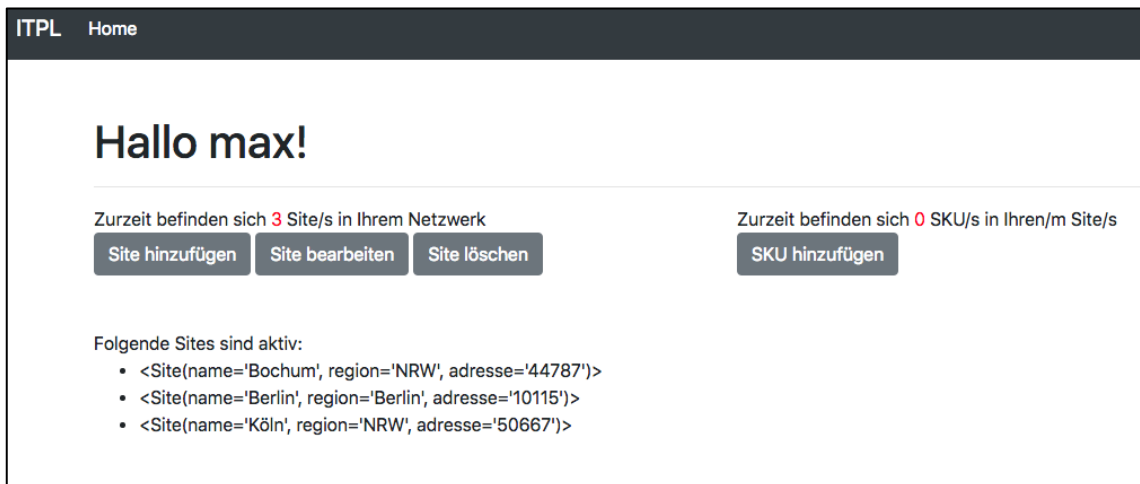 ITPL Home
Hallo max!
Zurzeit befinden sich 3 Site/s in Ihrem Netzwerk
Site hinzufügen Site bearbeiten Site löschen
Zurzeit befinden sich 0 SKU/s in Ihren/m Site/s
SKU hinzufügen
Folgende Sites sind aktiv:
• <Site(name='Bochum', region='NRW', adresse='44787')>
• <Site(name='Berlin', region='Berlin', adresse='10115')>
• <Site(name='Köln', region='NRW', adresse='50667')>